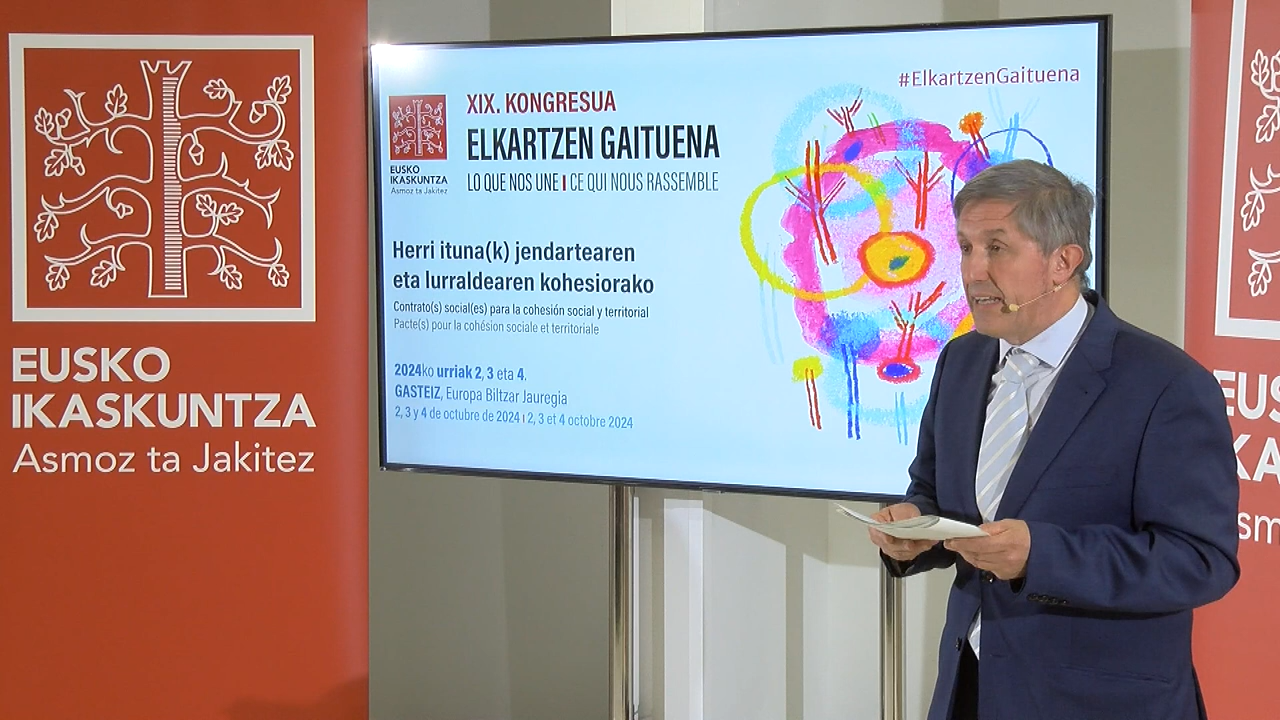 EUSKO
IKASKUNTZA
Asmoz ta Jakitez
#ElkartzenGaituena
EUSKO
IKASKUNTZA
Asmoz ta Jakitez
XIX. KONGRESUA
ELKARTZEN GAITUENA
LO QUE NOS UNE I CE QUI NOUS RASSEMBLE
Herri ituna(k) jendartearen
eta lurraldearen kohesiorako
Contrato(s) social(es) para la cohesión social y territorial
Pacte(s) pour la cohésion sociale et territoriale
2024ko urriak 2, 3 eta 4.
GASTEIZ, Europa Biltzar Jauregia
2, 3 y 4 de octubre de 2024 I 2, 3 et 4 octobre 2024